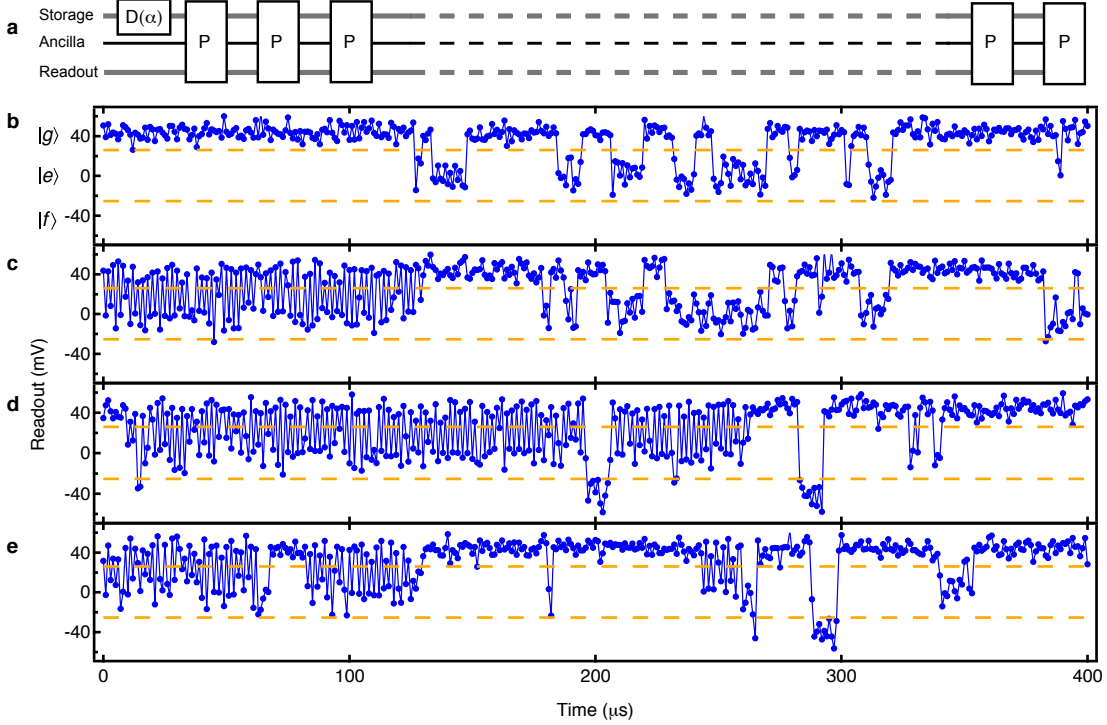 a
Storage
D(α)
Ancilla
P P P P P
Readout
b
|g⟩ 40
|e⟩ 0
|f⟩ -40
c
40
0
-40
Readout (mV)
d
40
0
-40
e
40
0
-40
0 100 200 300 400
Time (μs)